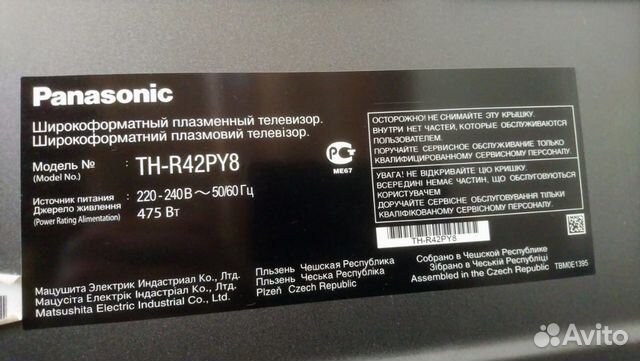 Panasonic
Широкоформатный плазменный телевизор.
Широкоформатний плазмовий телевізор.
Модель №
(Model No.)
: TH-R42PY8
Источник питания
Джерело живлення
(Power Rating Alimentation)
: 220 - 240 В ~ 50/60 Гц
475 Вт
РСТ
ME67
ОСТОРОЖНО! НЕ СНИМАЙТЕ ЭТУ КРЫШКУ.
ВНУТРИ НЕТ ЧАСТЕЙ, КОТОРЫЕ ОБСЛУЖИВАЮТСЯ
ПОЛЬЗОВАТЕЛЕМ.
ПОРУЧАЙТЕ СЕРВИСНОЕ ОБСЛУЖИВАНИЕ ТОЛЬКО
КВАЛИФИЦИРОВАННОМУ СЕРВИСНОМУ ПЕРСОНАЛУ.
УВАГА! НЕ ВІДКРИВАЙТЕ ЦЮ КРИШКУ.
ВСЕРЕДИНІ НЕМАЄ ДЕТАЛЕЙ, ЩО ОБСЛУГОВУЮТЬСЯ
КОРИСТУВАЧЕМ
ДОРУЧАЙТЕ СЕРВІСНЕ ОБСЛУГОВУВАННЯ ТІЛЬКИ
КВАЛІФІКОВАНОМУ СЕРВІСНОМУ ПЕРСОНАЛУ.
TH-R42PY8
Мацушита Электрик Индастриал Ко., Лтд.
Мацусіта Електрік Індастріал Ко., Лтд.
Matsushita Electric Industrial Co., Ltd.
Пльзень Чешская Республика
Пльзень Чеська Республіка
Plzeň Czech Republic
Собрано в Чешской Республике
Зібрано в Чеській Республіці
Assembled in the Czech Republic
TBM0E1395
Avito